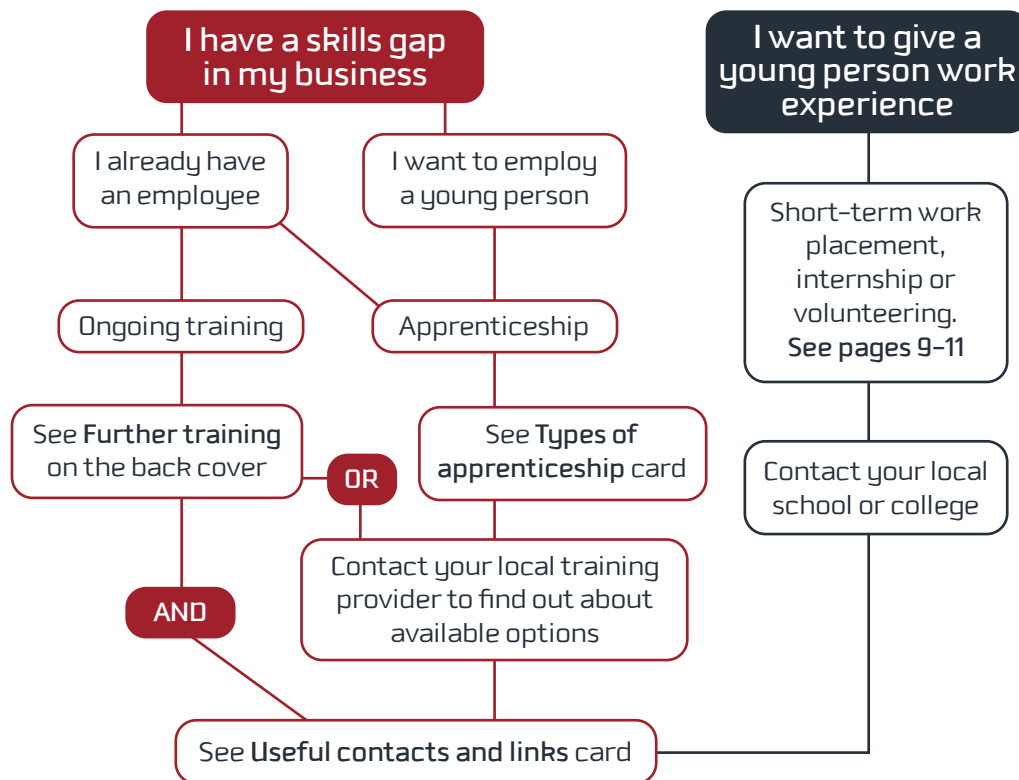 I have a skills gap
in my business
I want to give a
young person work
experience
I already have
an employee
I want to employ
a young person
Short-term work
placement,
internship or
volunteering.
See pages 9-11
Ongoing training
Apprenticeship
See Further training
on the back cover
OR
See Types of
apprenticeship card
Contact your local
school or college
Contact your local training
provider to find out about
available options
AND
See Useful contacts and links card